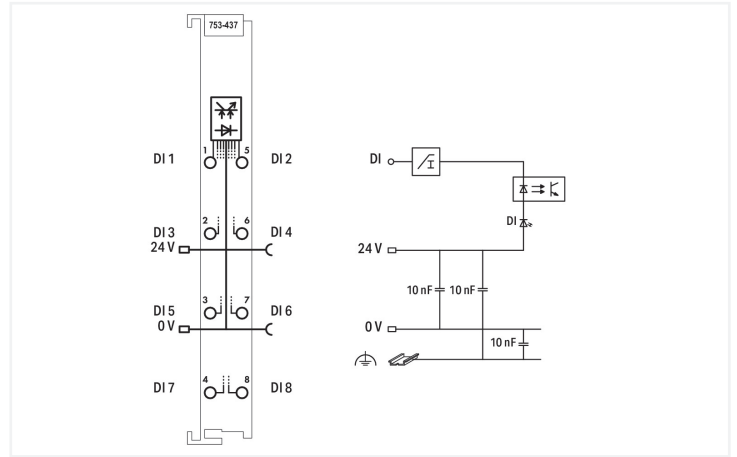 753-437
1 5
DI 1 DI 2
2 6
DI 3 DI 4
24 V
3 7
DI 5 DI 6
0 V
4 8
DI 7 DI 8
DI I
DI
24 V
10 nF 10 nF
0 V
10 nF